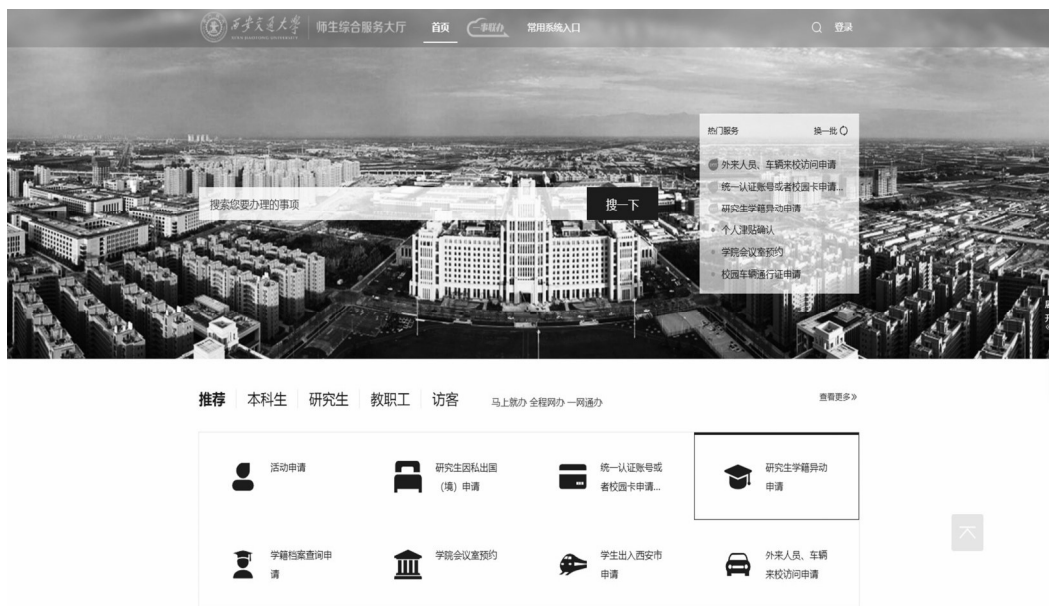 西安交通大学
XI'AN JIAOTONG UNIVERSITY
师生综合服务大厅
首页
一事联办
常用系统入口
登录
热门服务
换一批
外来人员、车辆来校访问申请
统一认证账号或者校园卡申请...
研究生学籍异动申请
个人津贴确认
学院会议室预约
校园车辆通行证申请
搜索您要办理的事项
搜一下
推荐
本科生
研究生
教职工
访客
马上就办 全程网办 一网通办
查看更多»
活动申请
研究生因私出国
（境）申请
统一认证账号或
者校园卡申请...
研究生学籍异动
申请
学籍档案查询申
请
学院会议室预约
学生出入西安市
申请
外来人员、车辆
来校访问申请